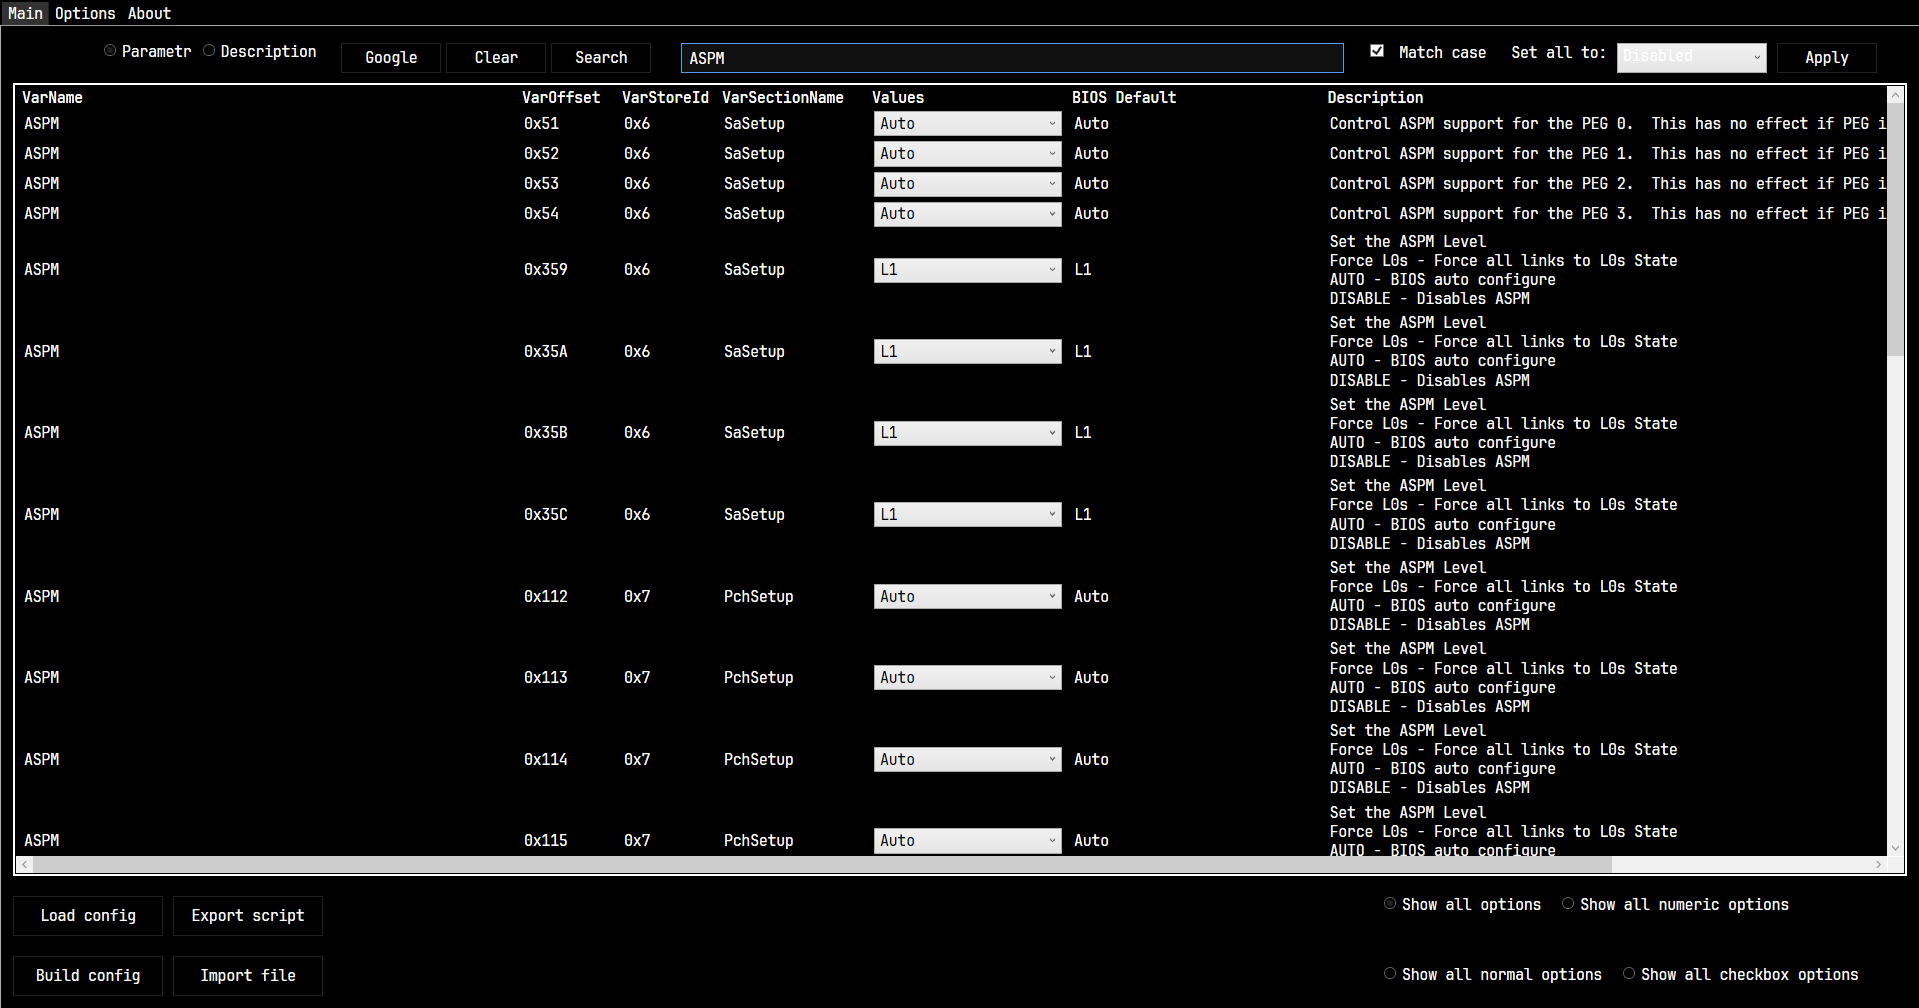 Main Options About
Parametr Description Google Clear Search ASPM Match case Set all to: Disabled Apply
VarName VarOffset VarStoreId VarSectionName Values BIOS Default Description
ASPM 0x51 0x6 SaSetup Auto Auto Control ASPM support for the PEG 0.  This has no effect if PEG i
ASPM 0x52 0x6 SaSetup Auto Auto Control ASPM support for the PEG 1.  This has no effect if PEG i
ASPM 0x53 0x6 SaSetup Auto Auto Control ASPM support for the PEG 2.  This has no effect if PEG i
ASPM 0x54 0x6 SaSetup Auto Auto Control ASPM support for the PEG 3.  This has no effect if PEG i
Set the ASPM Level
Force L0s - Force all links to L0s State
ASPM 0x359 0x6 SaSetup L1 L1
AUTO - BIOS auto configure
DISABLE - Disables ASPM
Set the ASPM Level
Force L0s - Force all links to L0s State
ASPM 0x35A 0x6 SaSetup L1 L1
AUTO - BIOS auto configure
DISABLE - Disables ASPM
Set the ASPM Level
Force L0s - Force all links to L0s State
ASPM 0x35B 0x6 SaSetup L1 L1
AUTO - BIOS auto configure
DISABLE - Disables ASPM
Set the ASPM Level
Force L0s - Force all links to L0s State
ASPM 0x35C 0x6 SaSetup L1 L1
AUTO - BIOS auto configure
DISABLE - Disables ASPM
Set the ASPM Level
Force L0s - Force all links to L0s State
ASPM 0x112 0x7 PchSetup Auto Auto
AUTO - BIOS auto configure
DISABLE - Disables ASPM
Set the ASPM Level
Force L0s - Force all links to L0s State
ASPM 0x113 0x7 PchSetup Auto Auto
AUTO - BIOS auto configure
DISABLE - Disables ASPM
Set the ASPM Level
Force L0s - Force all links to L0s State
ASPM 0x114 0x7 PchSetup Auto Auto
AUTO - BIOS auto configure
DISABLE - Disables ASPM
Set the ASPM Level
Force L0s - Force all links to L0s State
ASPM 0x115 0x7 PchSetup Auto Auto
AUTO - BIOS auto configure
Load config Export script Show all options Show all numeric options
Build config Import file Show all normal options Show all checkbox options